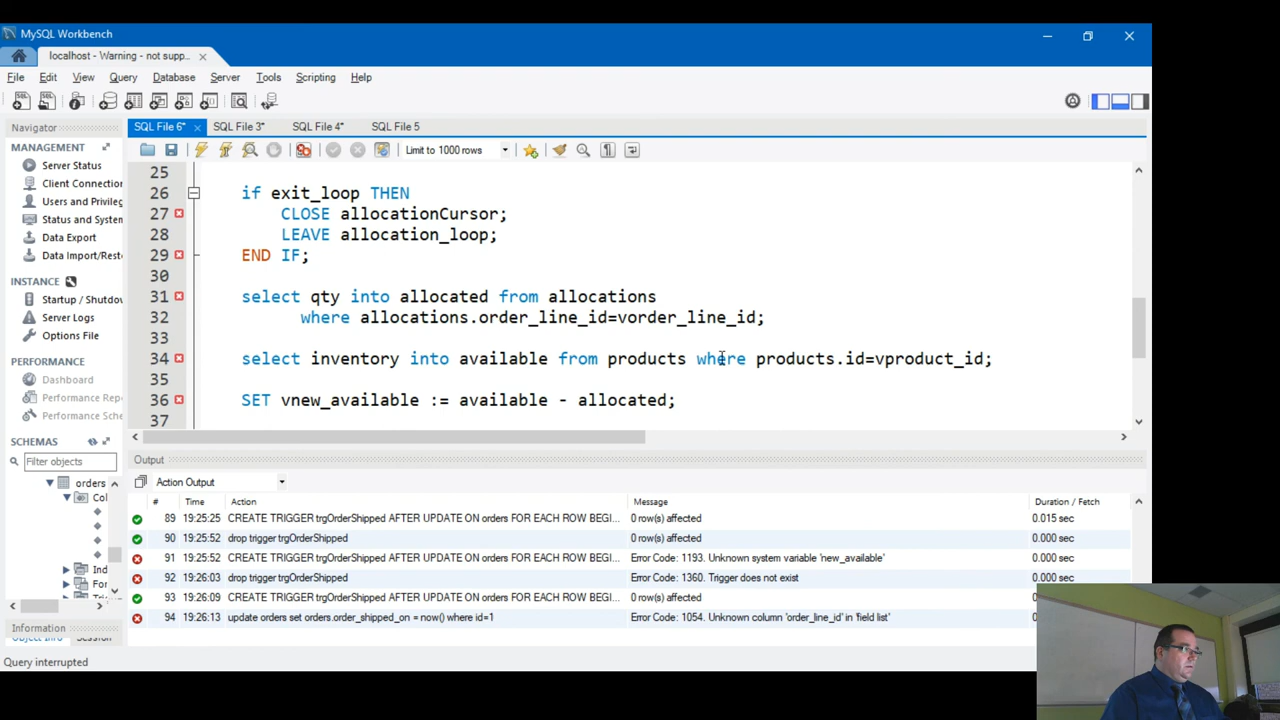 MySQL Workbench
localhost - Warning - not supp...
File Edit View Query Database Server Tools Scripting Help
Navigator
SQL File 6* SQL File 3* SQL File 4* SQL File 5
MANAGEMENT
Server Status
Client Connection
Users and Privileg
Status and System
Data Export
Data Import/Resto
INSTANCE
Startup / Shutdow
Server Logs
Options File
PERFORMANCE
Dashboard
Performance Repo
Performance Sche
SCHEMAS
Filter objects
orders
Col
Ind
For
Information
Session
Query interrupted
Limit to 1000 rows
25
26 if exit_loop THEN
27 CLOSE allocationCursor;
28 LEAVE allocation_loop;
29 END IF;
30
31 select qty into allocated from allocations
32 where allocations.order_line_id=vorder_line_id;
33
34 select inventory into available from products where products.id=vproduct_id;
35
36 SET vnew_available := available - allocated;
37
Output
Action Output
# Time Action Message Duration / Fetch
89 19:25:25 CREATE TRIGGER trgOrderShipped AFTER UPDATE ON orders FOR EACH ROW BEGI... 0 row(s) affected 0.015 sec
90 19:25:52 drop trigger trgOrderShipped 0 row(s) affected 0.000 sec
91 19:25:52 CREATE TRIGGER trgOrderShipped AFTER UPDATE ON orders FOR EACH ROW BEGI... Error Code: 1193. Unknown system variable 'new_available' 0.000 sec
92 19:26:03 drop trigger trgOrderShipped Error Code: 1360. Trigger does not exist 0.000 sec
93 19:26:09 CREATE TRIGGER trgOrderShipped AFTER UPDATE ON orders FOR EACH ROW BEGI... 0 row(s) affected 0.000 sec
94 19:26:13 update orders set orders.order_shipped_on = now() where id=1 Error Code: 1054. Unknown column 'order_line_id' in 'field list'